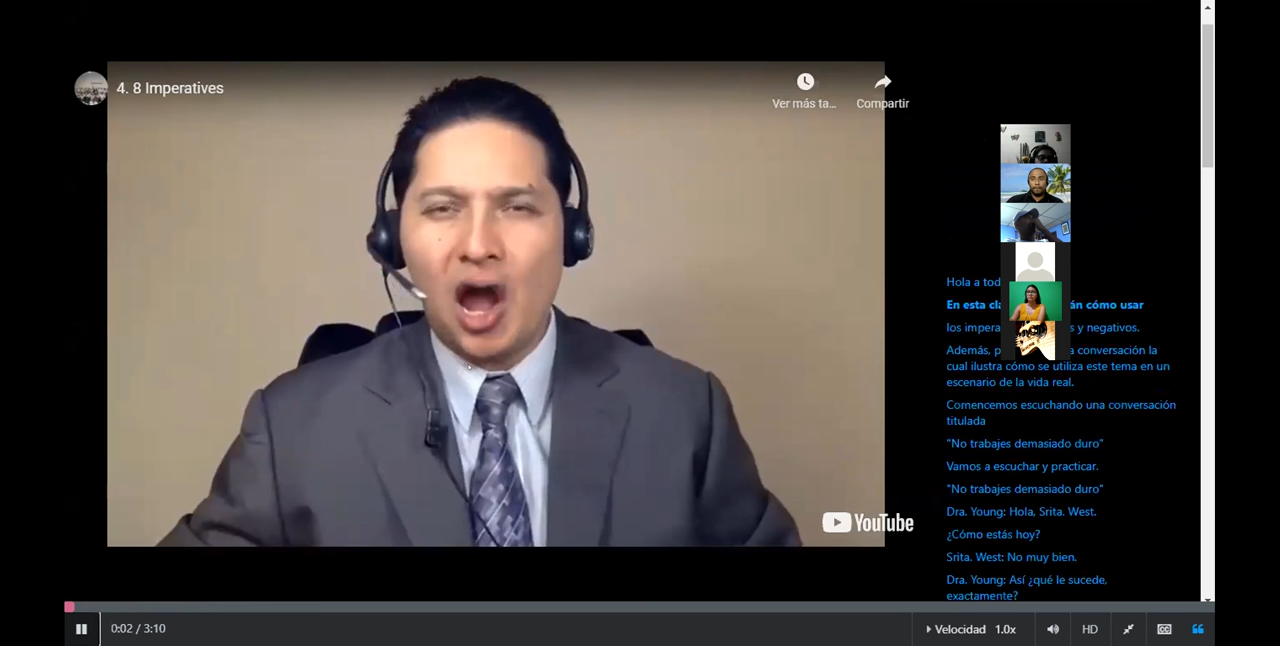 4. 8 Imperatives
Ver más ta...
Compartir
YouTube
Hola a tod
En esta cla án cómo usar
los impera s y negativos.
Además, p a conversación la
cual ilustra cómo se utiliza este tema en un
escenario de la vida real.
Comencemos escuchando una conversación
titulada
"No trabajes demasiado duro"
Vamos a escuchar y practicar.
"No trabajes demasiado duro"
Dra. Young: Hola, Srita. West.
¿Cómo estás hoy?
Srita. West: No muy bien.
Dra. Young: Así ¿qué le sucede,
exactamente?
0:02 / 3:10
Velocidad 1.0x
HD